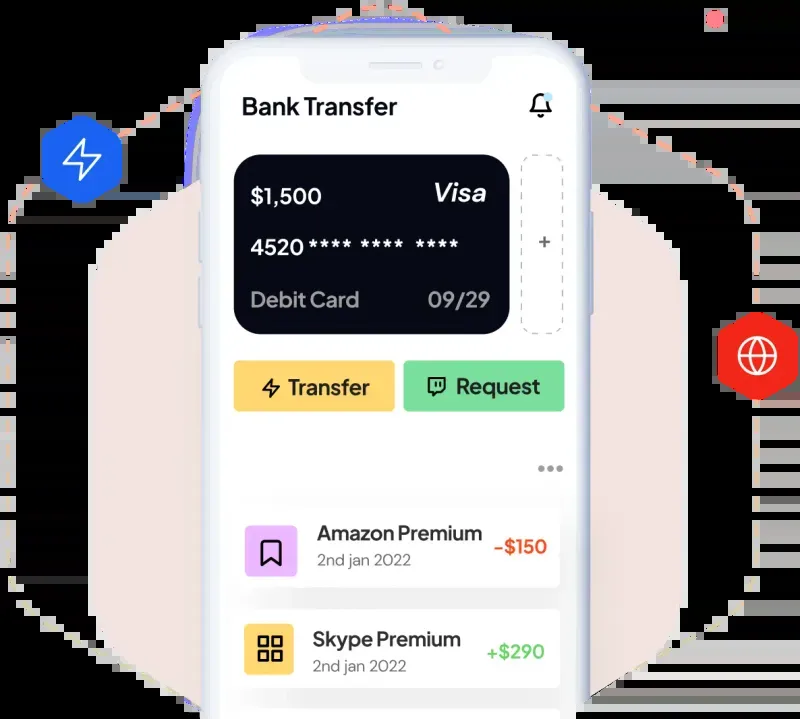 Bank Transfer
$1,500 Visa
4520 **** **** ****
Debit Card 09/29
+
Transfer Request
Amazon Premium
2nd jan 2022
-$150
Skype Premium
2nd jan 2022
+$290